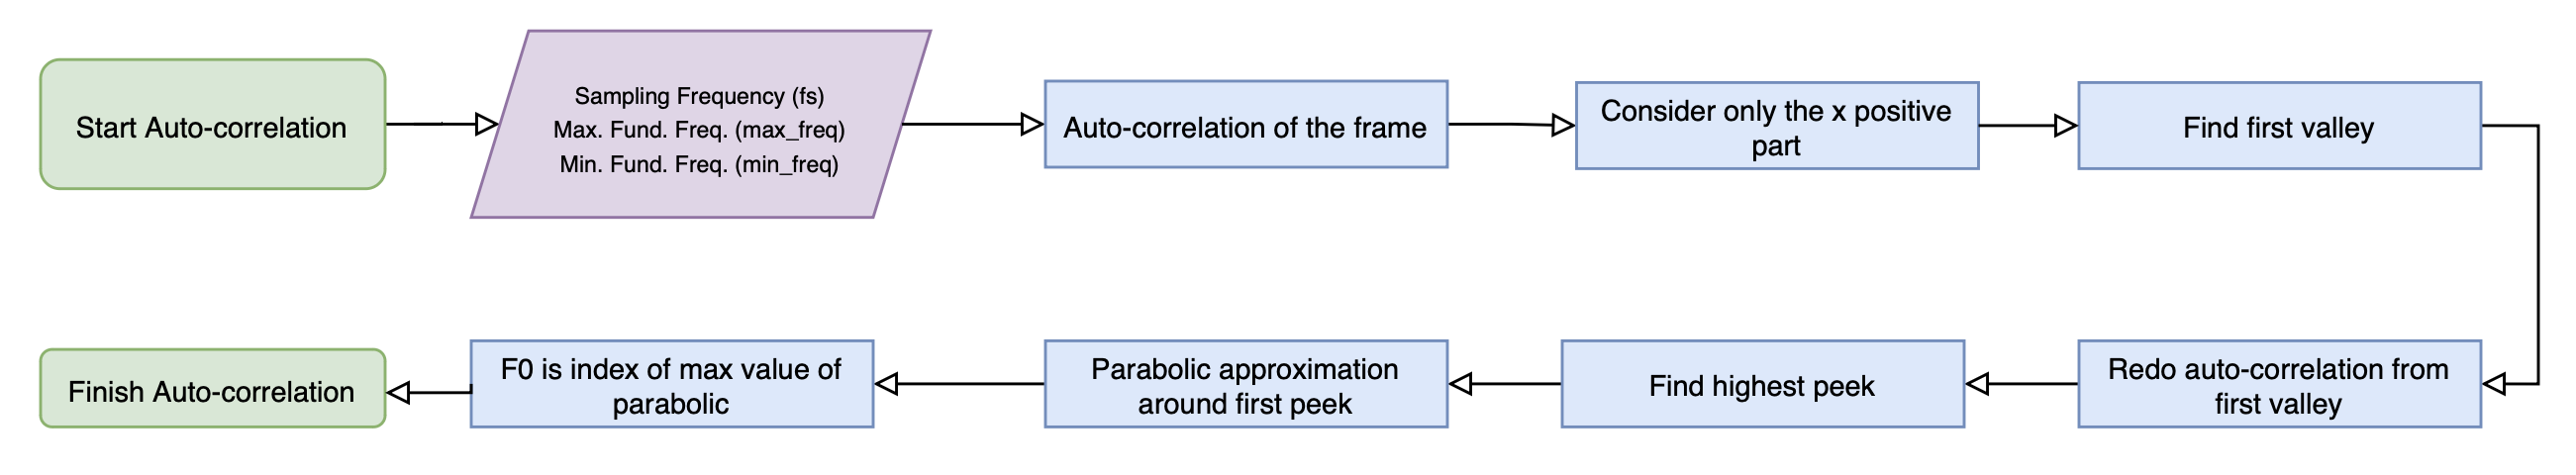 Start Auto-correlation
Sampling Frequency (fs)
Max. Fund. Freq. (max_freq)
Min. Fund. Freq. (min_freq)
Auto-correlation of the frame
Consider only the x positive
part
Find first valley
Redo auto-correlation from
first valley
Find highest peek
Parabolic approximation
around first peek
F0 is index of max value of
parabolic
Finish Auto-correlation